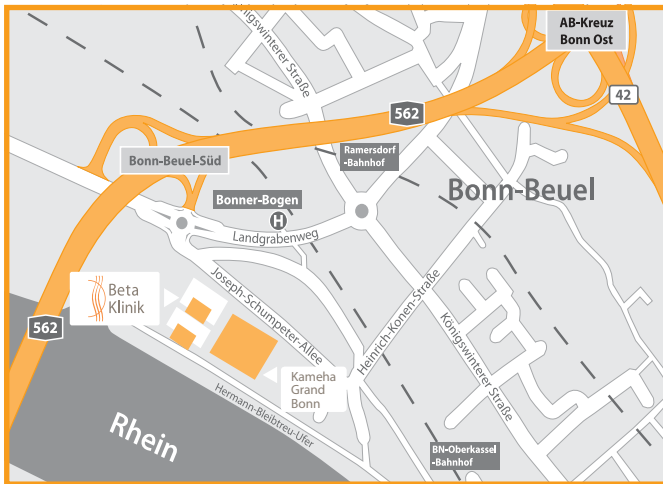 AB-Kreuz
Bonn Ost
Königswinterer Straße
42
562
Ramersdorf
-Bahnhof
Bonn-Beuel-Süd
Bonn-Beuel
Bonner-Bogen
H
Landgrabenweg
Joseph-Schumpeter-Allee
Beta
Klinik
562
Heinrich-Konen-Straße
Königswinterer Straße
Kameha
Grand
Bonn
Hermann-Bleibtreu-Ufer
Rhein
BN-Oberkassel
-Bahnhof